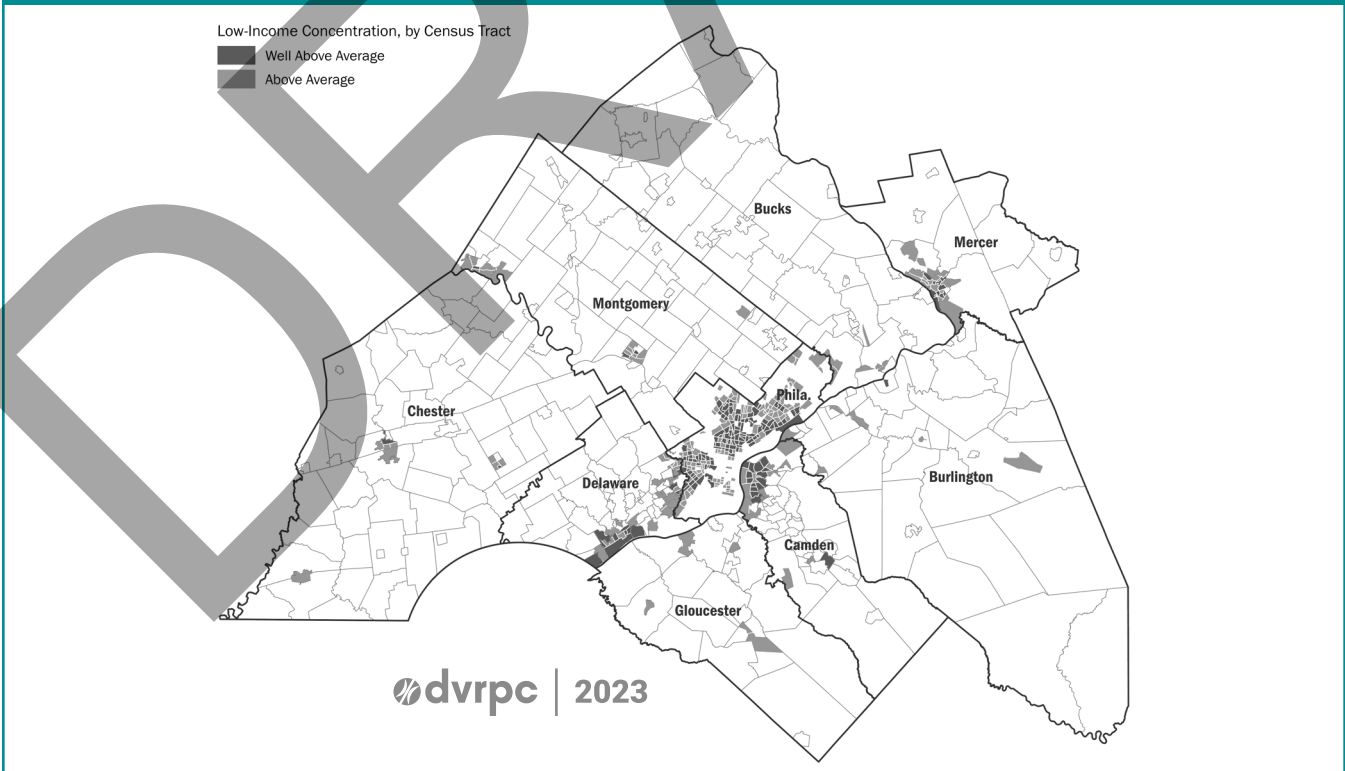 Low-Income Concentration, by Census Tract
Well Above Average
Above Average
Bucks
Mercer
Montgomery
Phila.
Chester
Delaware
Burlington
Camden
Gloucester
dvrpc | 2023
DR